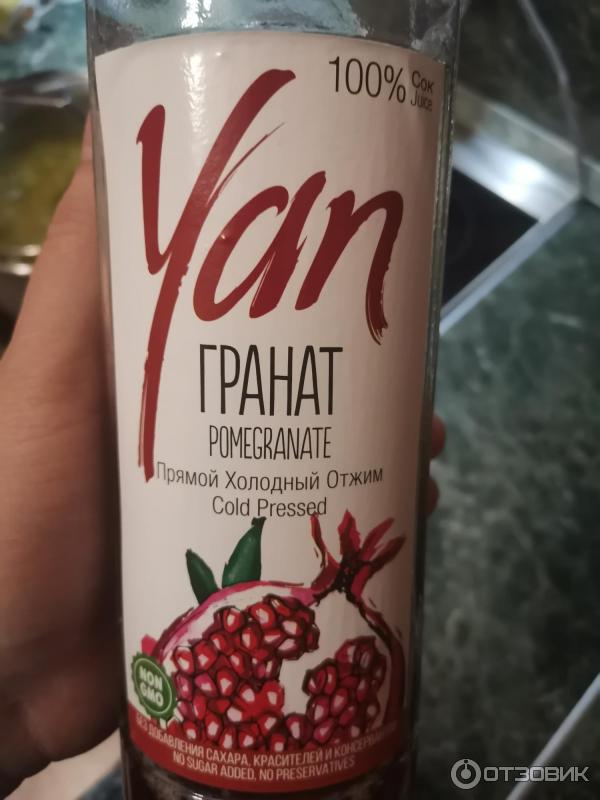 100% Сок
Juice
Yan
ГРАНАТ
POMEGRANATE
Прямой Холодный Отжим
Cold Pressed
NON
GMO
БЕЗ ДОБАВЛЕНИЯ САХАРА, КРАСИТЕЛЕЙ И
NO SUGAR ADDED, NO PRESERVATIVES
ОТЗОВИК